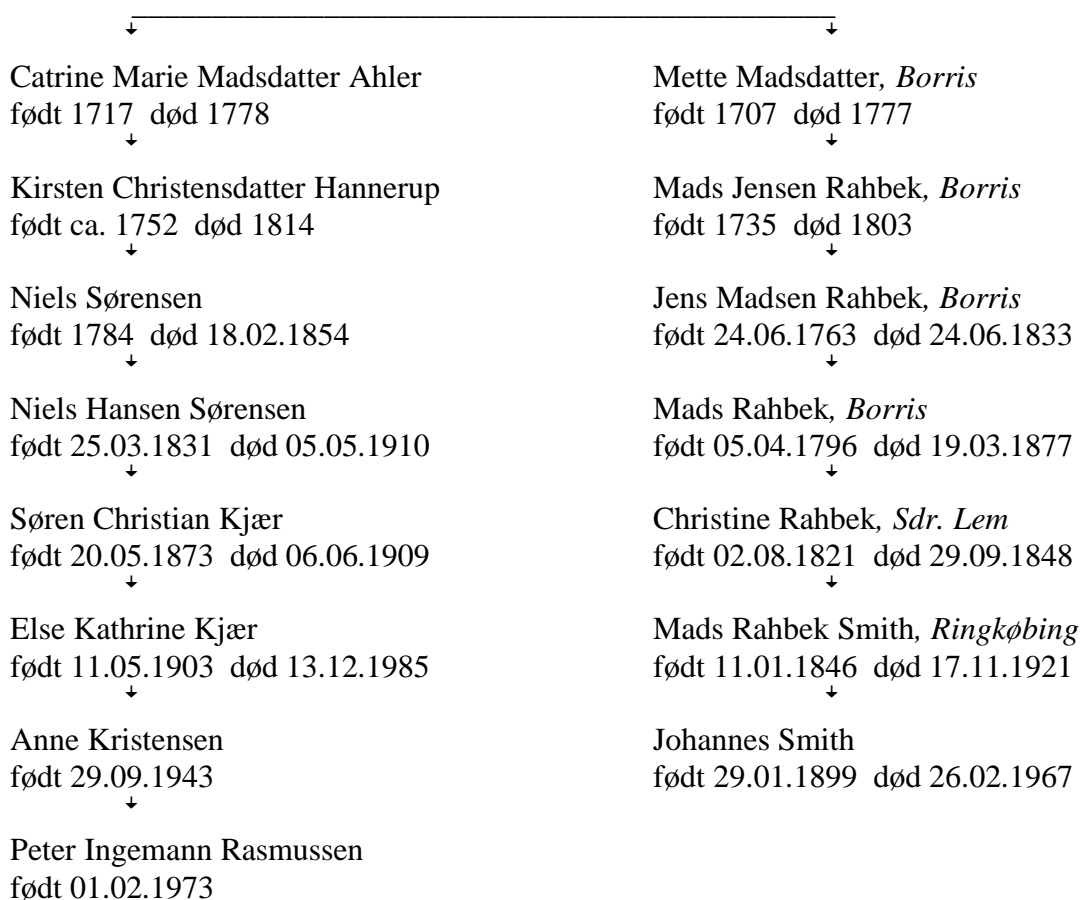 Catrine Marie Madsdatter Ahler
født 1717 død 1778
Kirsten Christensdatter Hannerup
født ca. 1752 død 1814
Niels Sørensen
født 1784 død 18.02.1854
Niels Hansen Sørensen
født 25.03.1831 død 05.05.1910
Søren Christian Kjær
født 20.05.1873 død 06.06.1909
Else Kathrine Kjær
født 11.05.1903 død 13.12.1985
Anne Kristensen
født 29.09.1943
Peter Ingemann Rasmussen
født 01.02.1973
Mette Madsdatter, Borris
født 1707 død 1777
Mads Jensen Rahbek, Borris
født 1735 død 1803
Jens Madsen Rahbek, Borris
født 24.06.1763 død 24.06.1833
Mads Rahbek, Borris
født 05.04.1796 død 19.03.1877
Christine Rahbek, Sdr. Lem
født 02.08.1821 død 29.09.1848
Mads Rahbek Smith, Ringkøbing
født 11.01.1846 død 17.11.1921
Johannes Smith
født 29.01.1899 død 26.02.1967